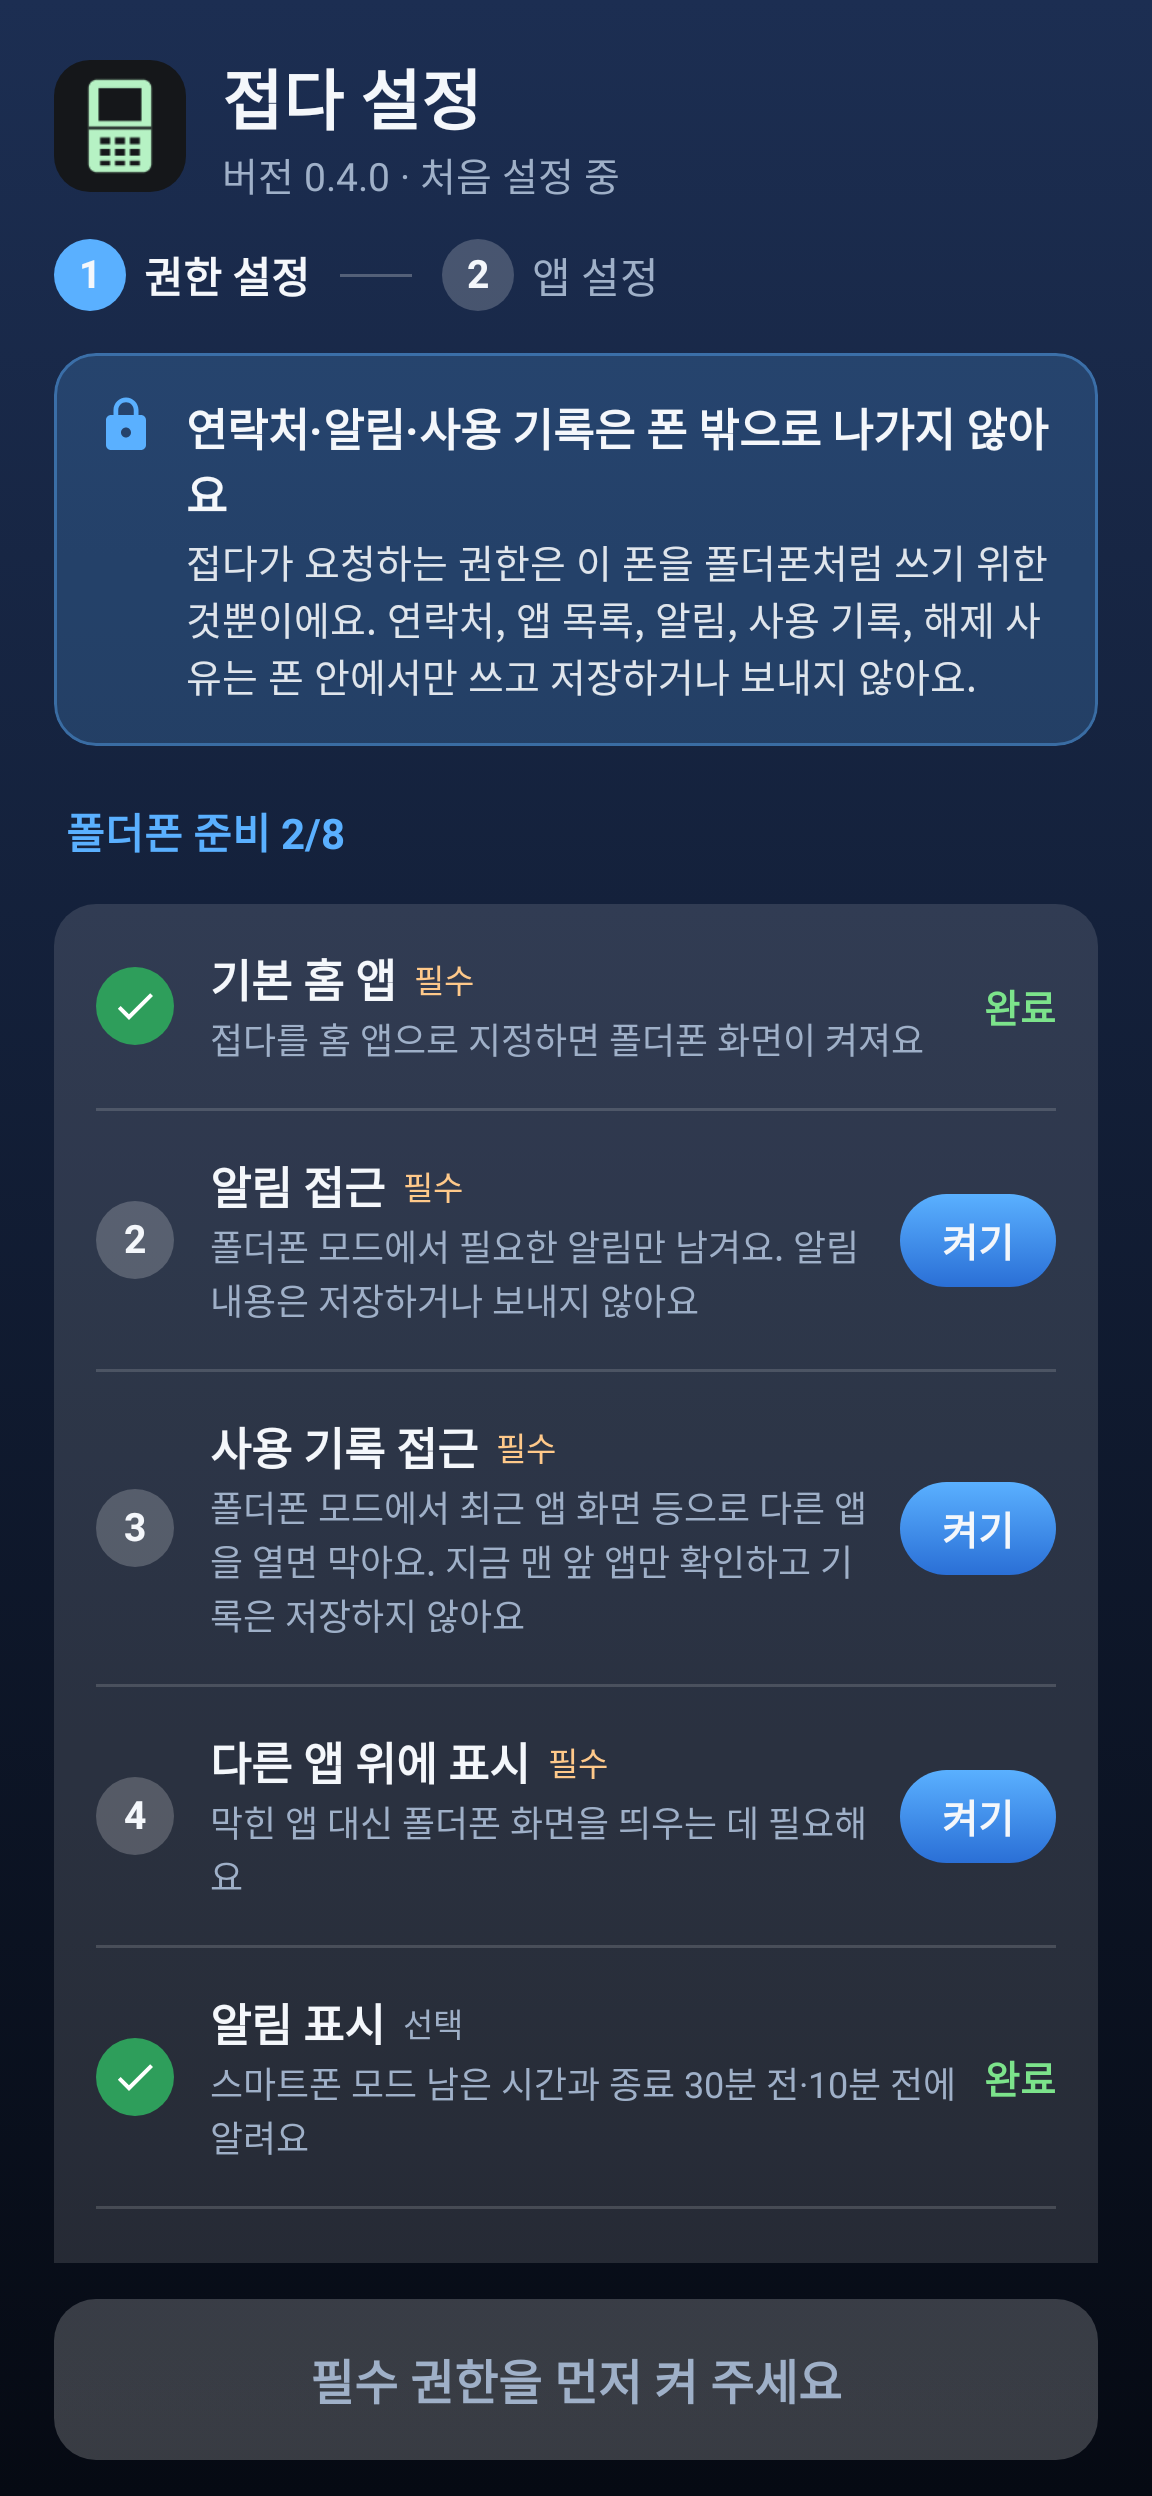 접다 설정
버전 0.4.0 · 처음 설정 중
1 권한 설정 2 앱 설정
연락처·알림·사용 기록은 폰 밖으로 나가지 않아
요
접다가 요청하는 권한은 이 폰을 폴더폰처럼 쓰기 위한
것뿐이에요. 연락처, 앱 목록, 알림, 사용 기록, 해제 사
유는 폰 안에서만 쓰고 저장하거나 보내지 않아요.
폴더폰 준비 2/8
기본 홈 앱 필수
접다를 홈 앱으로 지정하면 폴더폰 화면이 켜져요
완료
2
알림 접근 필수
폴더폰 모드에서 필요한 알림만 남겨요. 알림
내용은 저장하거나 보내지 않아요
켜기
3
사용 기록 접근 필수
폴더폰 모드에서 최근 앱 화면 등으로 다른 앱
을 열면 막아요. 지금 맨 앞 앱만 확인하고 기
록은 저장하지 않아요
켜기
4
다른 앱 위에 표시 필수
막힌 앱 대신 폴더폰 화면을 띄우는 데 필요해
요
켜기
알림 표시 선택
스마트폰 모드 남은 시간과 종료 30분 전·10분 전에
알려요
완료
필수 권한을 먼저 켜 주세요